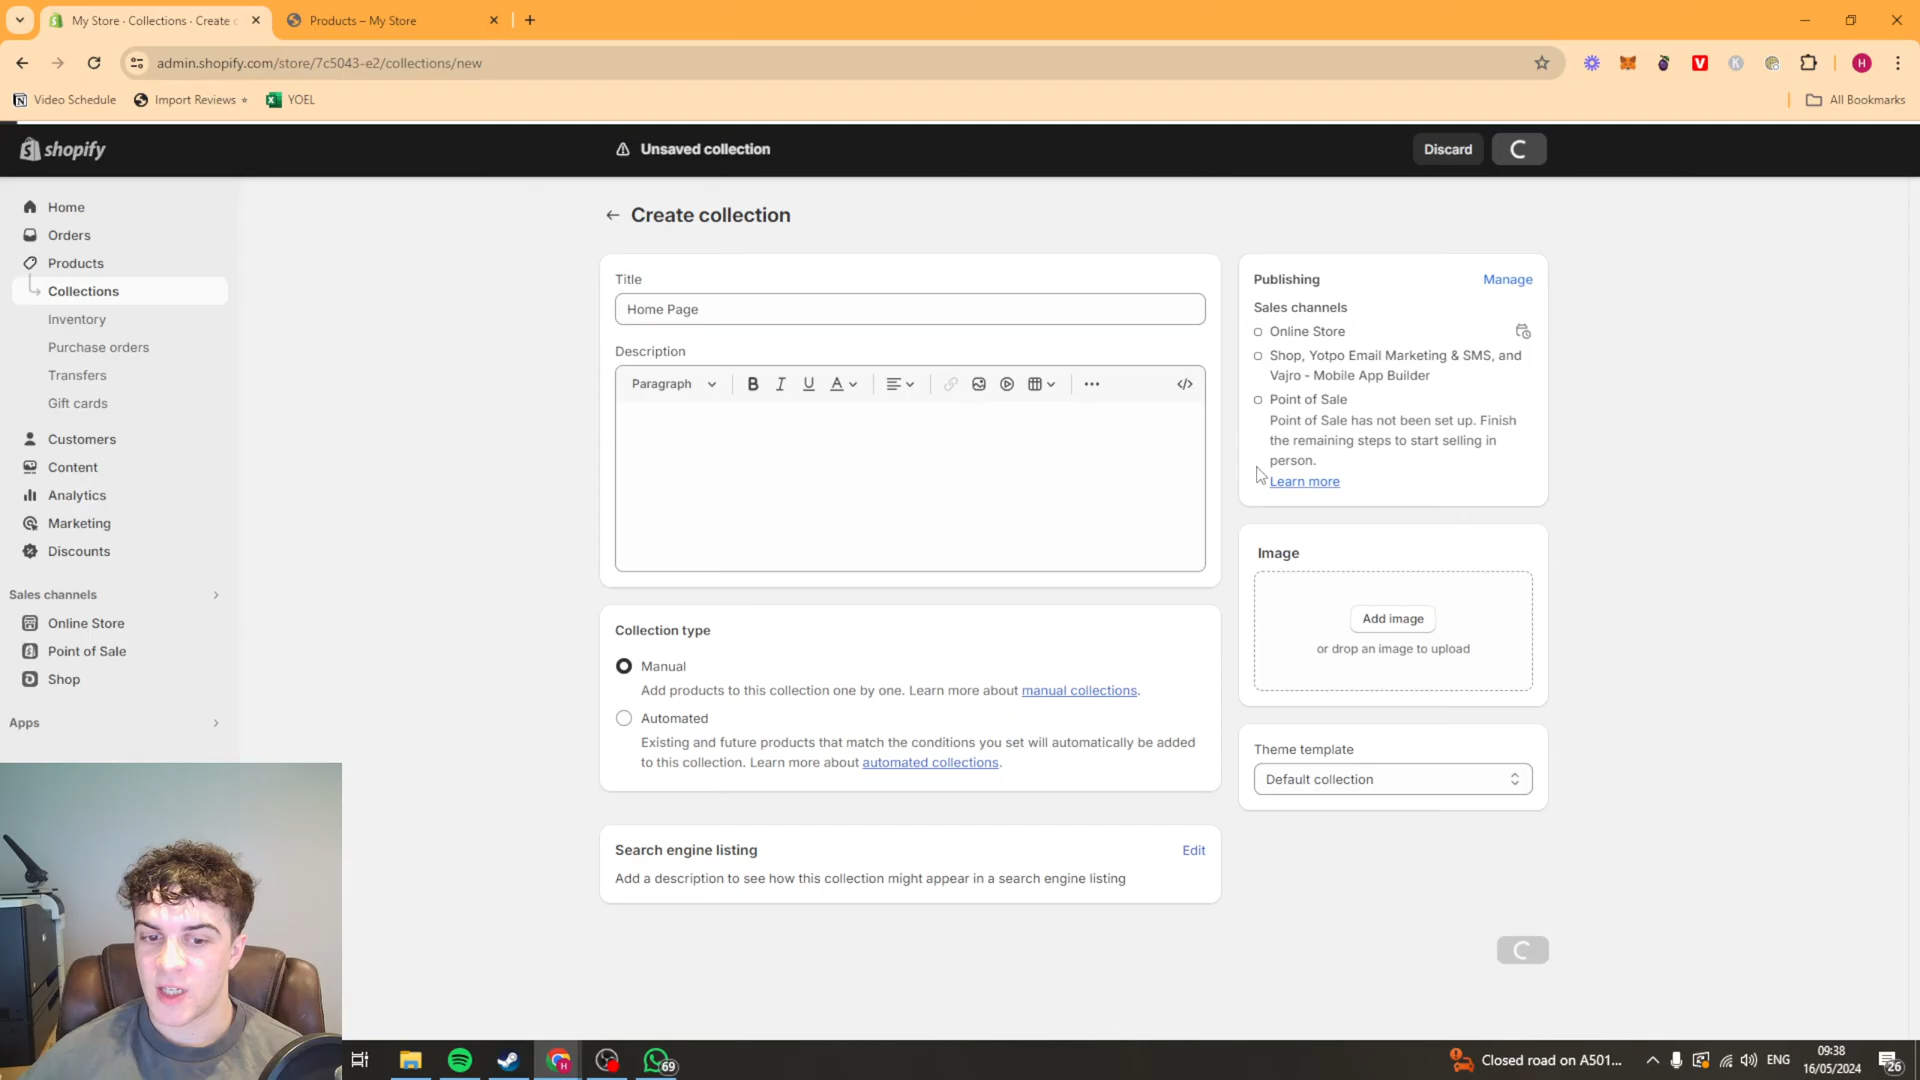 My Store · Collections · Create c
Products – My Store
admin.shopify.com/store/7c5043-e2/collections/new
Video Schedule
Import Reviews
YOEL
All Bookmarks
shopify
Unsaved collection
Discard
Home
Orders
Products
Collections
Inventory
Purchase orders
Transfers
Gift cards
Customers
Content
Analytics
Marketing
Discounts
Sales channels
Online Store
Point of Sale
Shop
Apps
Create collection
Title
Home Page
Description
Paragraph
B I U A
Collection type
Manual
Add products to this collection one by one. Learn more about manual collections.
Automated
Existing and future products that match the conditions you set will automatically be added
to this collection. Learn more about automated collections.
Search engine listing
Edit
Add a description to see how this collection might appear in a search engine listing
Publishing
Manage
Sales channels
Online Store
Shop, Yotpo Email Marketing & SMS, and
Vajro - Mobile App Builder
Point of Sale
Point of Sale has not been set up. Finish
the remaining steps to start selling in
person.
Learn more
Image
Add image
or drop an image to upload
Theme template
Default collection
69
Closed road on A501...
ENG
09:38
16/05/2024
26